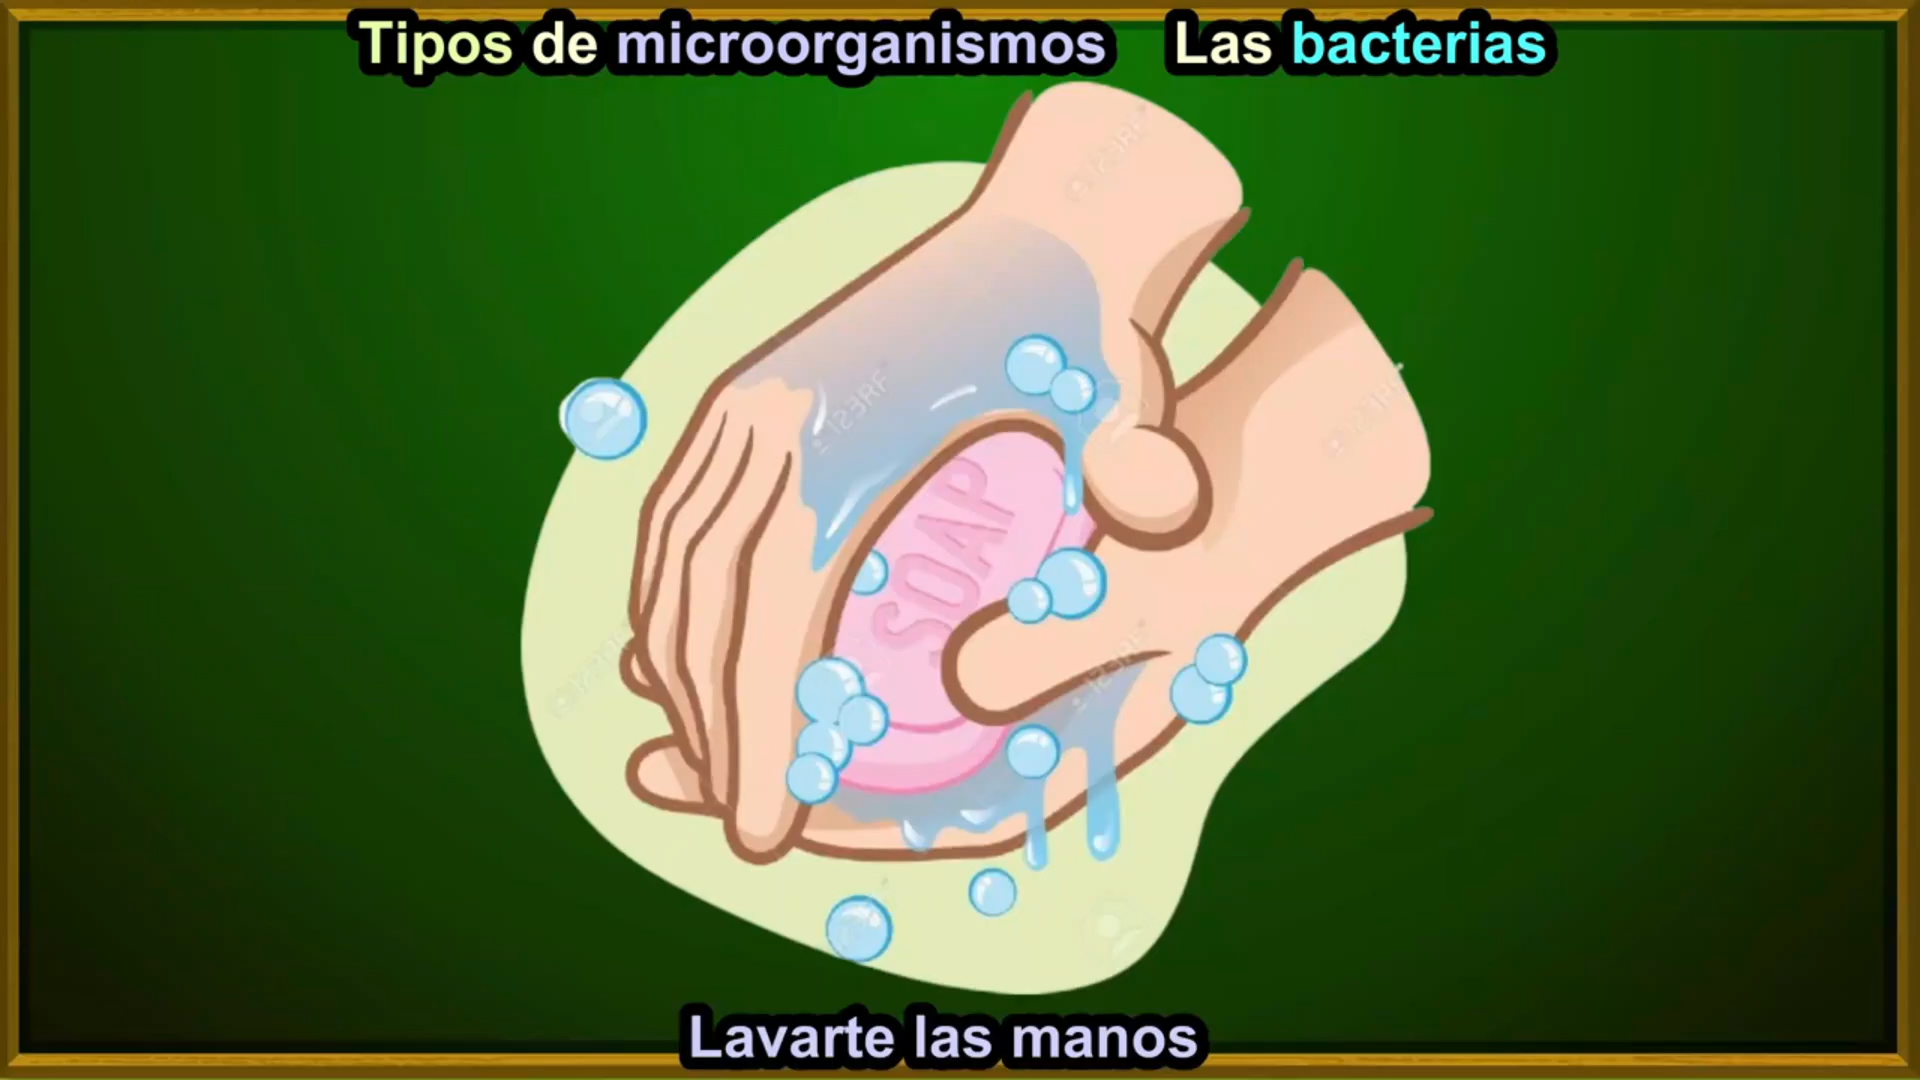 Tipos de microorganismos Las bacterias
SOAP
Lavarte las manos